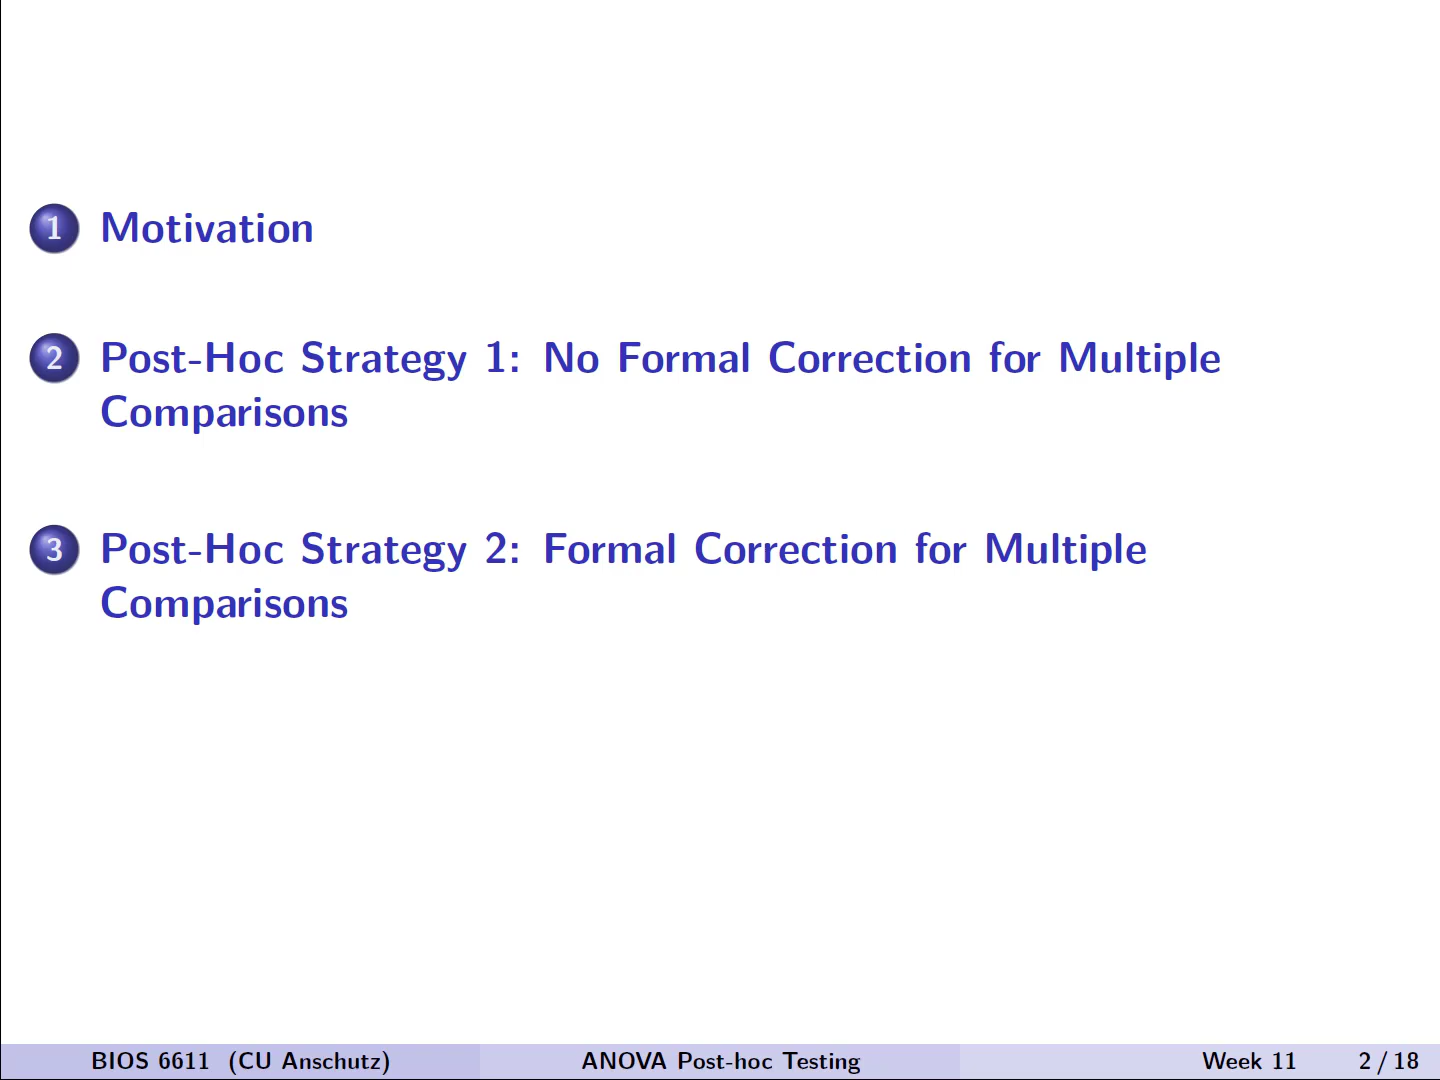 1 Motivation
2 Post-Hoc Strategy 1: No Formal Correction for Multiple
Comparisons
3 Post-Hoc Strategy 2: Formal Correction for Multiple
Comparisons
BIOS 6611 (CU Anschutz) ANOVA Post-hoc Testing Week 11 2 / 18